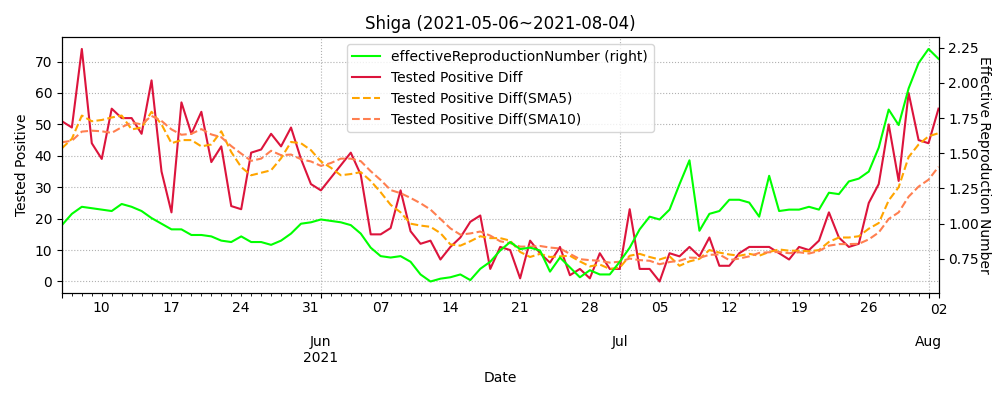 Shiga (2021-05-06~2021-08-04)
effectiveReproductionNumber (right)
Tested Positive Diff
Tested Positive Diff(SMA5)
Tested Positive Diff(SMA10)
Tested Positive
70
60
50
40
30
20
10
0
2.25
2.00
1.75
1.50
1.25
1.00
0.75
Effective Reproduction Number
10 17 24 31 07 14 21 28 05 12 19 26 02
Jun Jul Aug
2021
Date